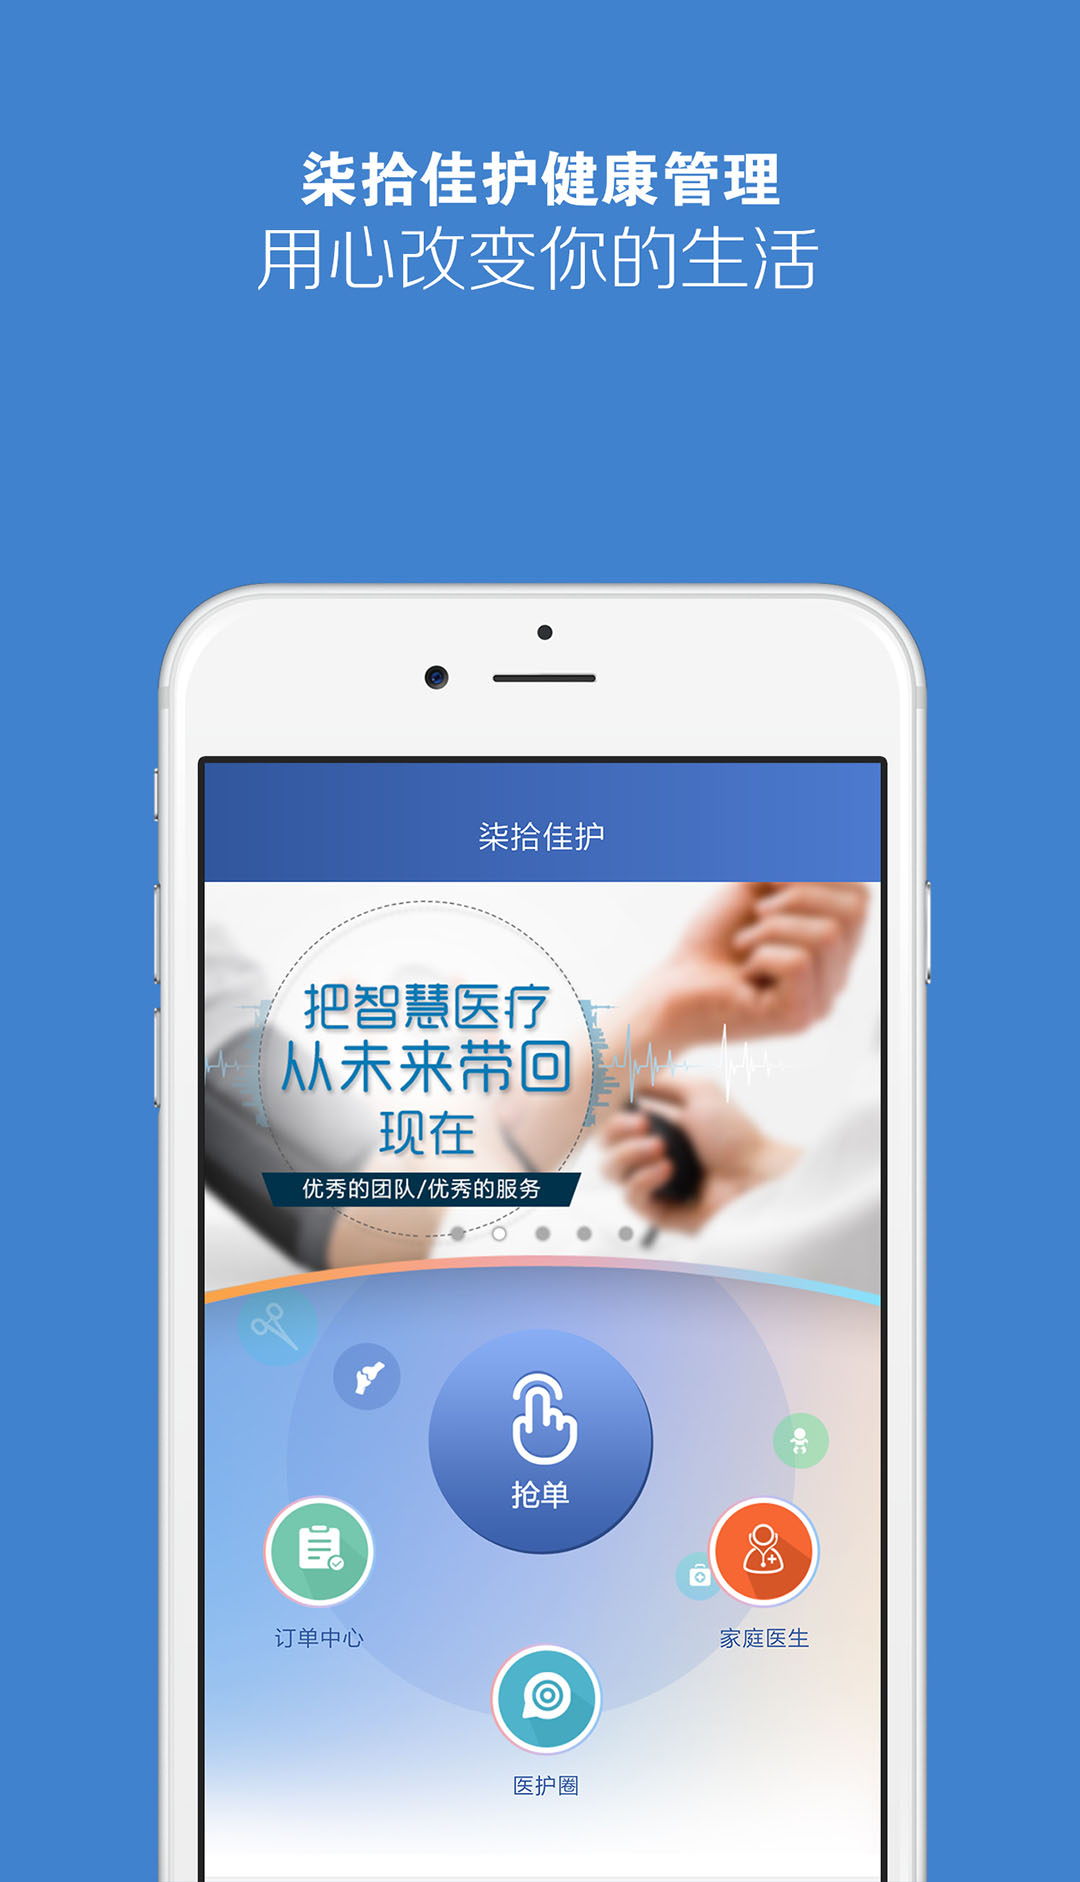 柒拾佳护健康管理
用心改变你的生活
柒拾佳护
把智慧医疗
从未来带回
现在
优秀的团队/优秀的服务
抢单
订单中心
家庭医生
医护圈